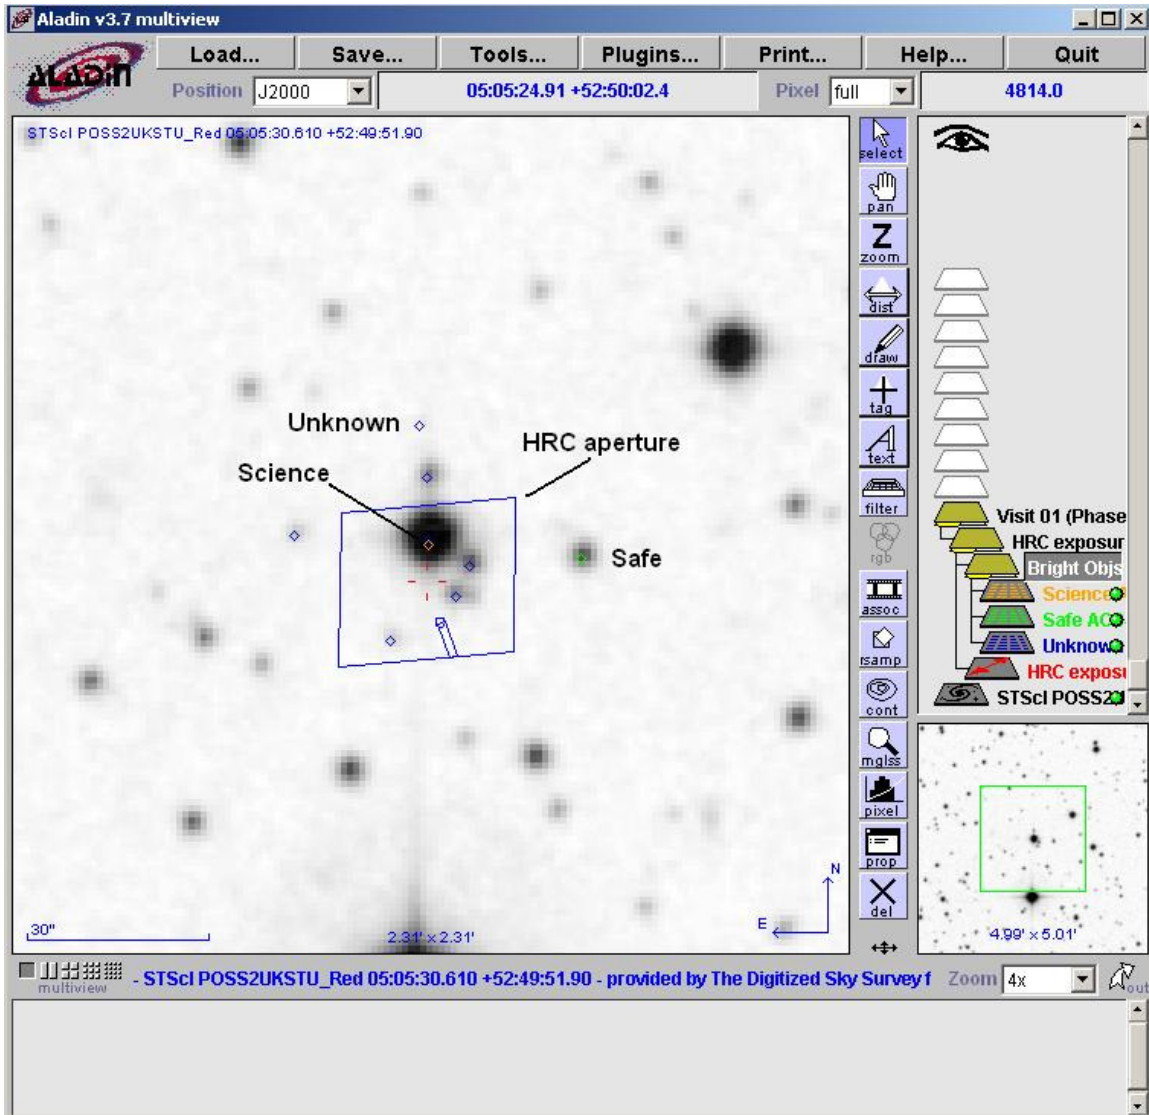 Aladin v3.7 multiview
ALADIN
Load... Save... Tools... Plugins... Print... Help... Quit
Position J2000 05:05:24.91 +52:50:02.4 Pixel full 4814.0
STScI POSS2UKSTU_Red 05:05:30.610 +52:49:51.90
Unknown
Science
HRC aperture
Safe
30"
2.31' x 2.31'
N
E
select
pan
zoom
dist
draw
tag
text
filter
rgb
assoc
rsamp
cont
mglss
pixel
prop
del
Visit 01 (Phase
HRC exposur
Bright Objs
Science
Safe AC
Unknow
HRC exposu
STScI POSS2
4.99' x 5.01'
multiview
- STScI POSS2UKSTU_Red 05:05:30.610 +52:49:51.90 - provided by The Digitized Sky Survey f Zoom 4x out